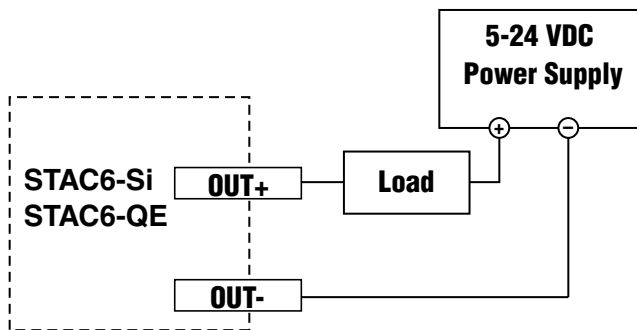 5-24 VDC
Power Supply
+ −
STAC6-Si
STAC6-QE
OUT+
Load
OUT-